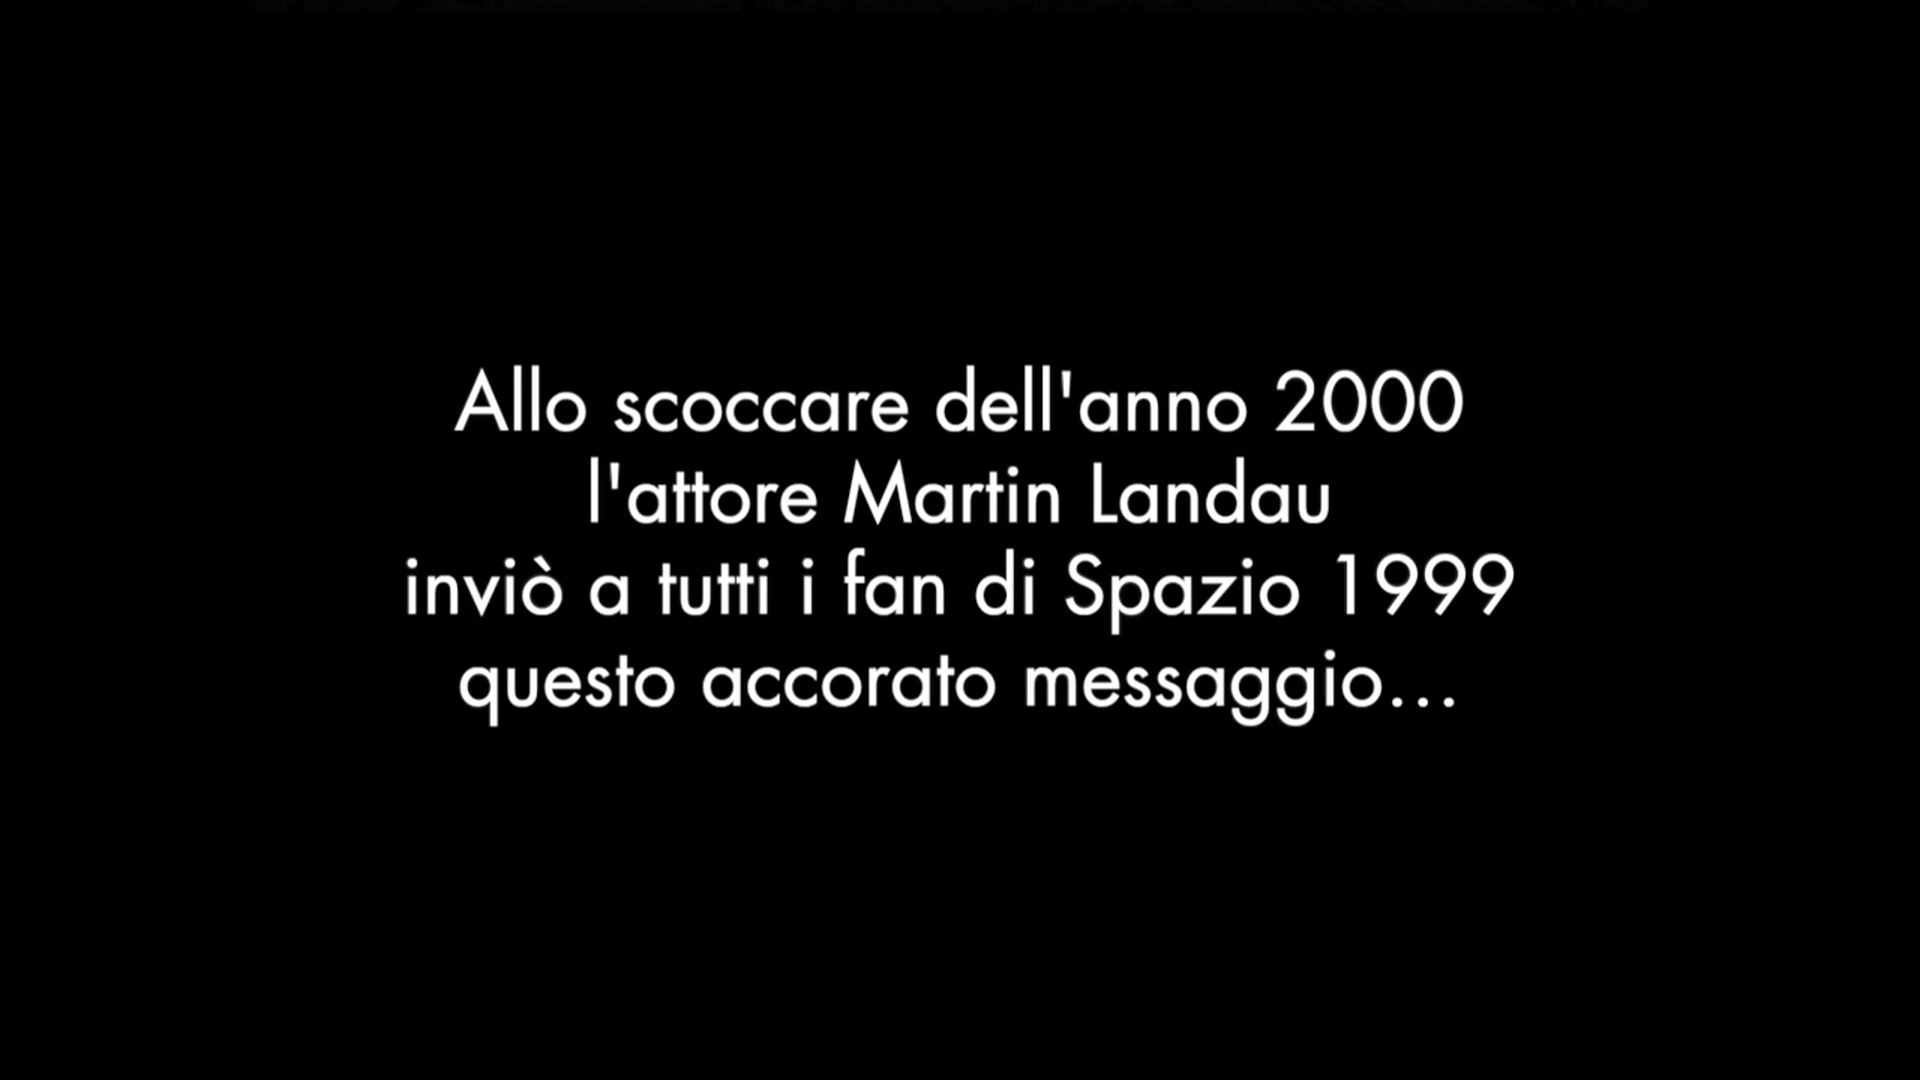 Allo scoccare dell'anno 2000
l'attore Martin Landau
inviò a tutti i fan di Spazio 1999
questo accorato messaggio...